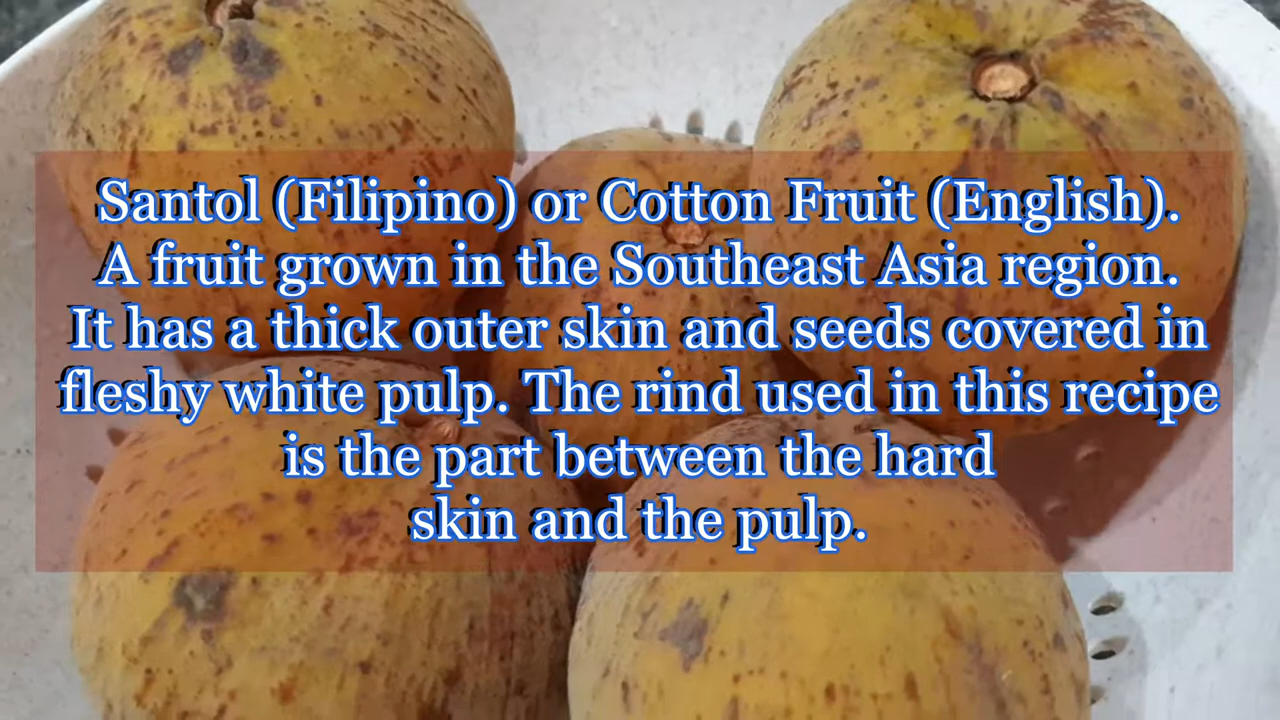 Santol (Filipino) or Cotton Fruit (English).
A fruit grown in the Southeast Asia region.
It has a thick outer skin and seeds covered in
fleshy white pulp. The rind used in this recipe
is the part between the hard
skin and the pulp.